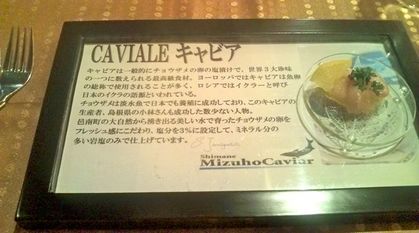 CAVIALE キャビア
キャビアは一般的にチョウザメの卵の塩漬けで、世界3大珍味
の一つに数えられる最高級食材。ヨーロッパではキャビアは魚卵
の総称で使用されることが多く、ロシアではイクラーと呼び
日本のイクラの語源といわれている。
チョウザメは淡水魚で日本でも養殖に成功しており、このキャビアの
生産者、島根県の小林さんも成功した数少ない人物。
邑南町の大自然から湧き出る美しい水で育ったチョウザメの卵を
フレッシュ感にこだわり、塩分を3%に設定して、ミネラル分の
多い岩塩のみで仕上げています。
Shimane
MizuhoCaviar